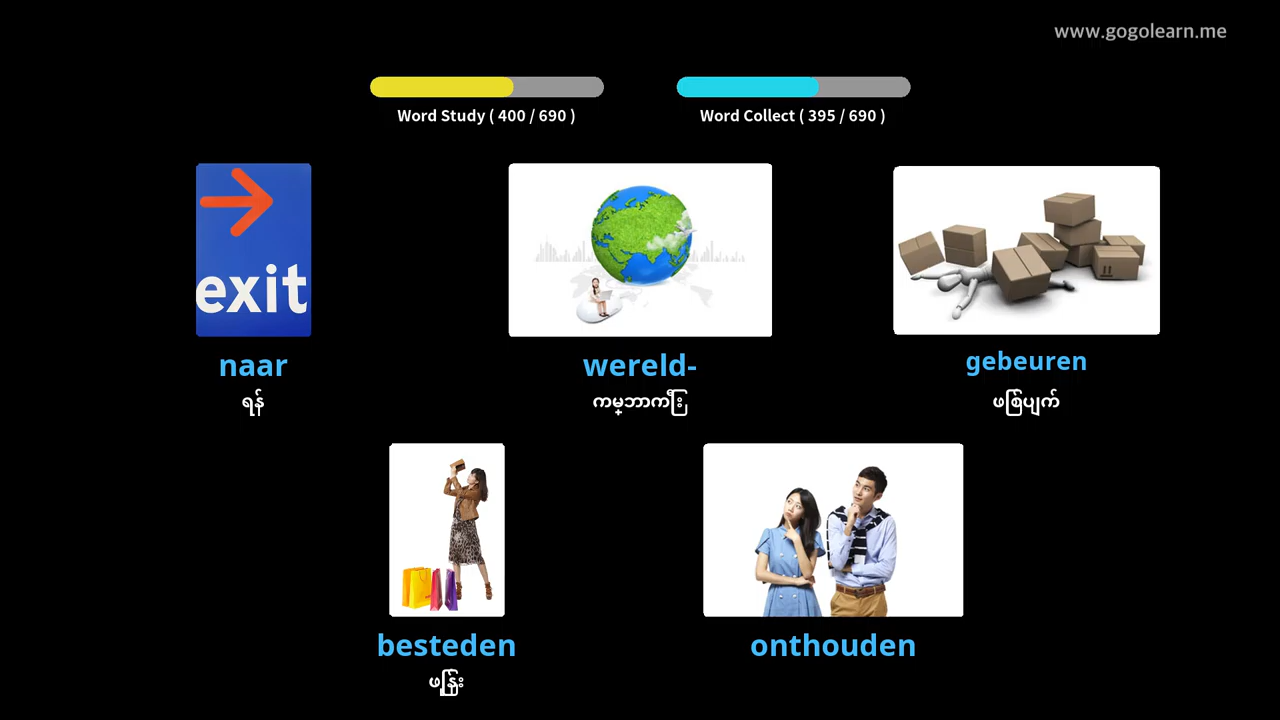 www.gogolearn.me
Word Study ( 400 / 690 )
Word Collect ( 395 / 690 )
exit
naar
ရန်
wereld-
ကမ္ဘာကြီး
gebeuren
ဖစ်ြပျက်
besteden
ဖြုန်း
onthouden